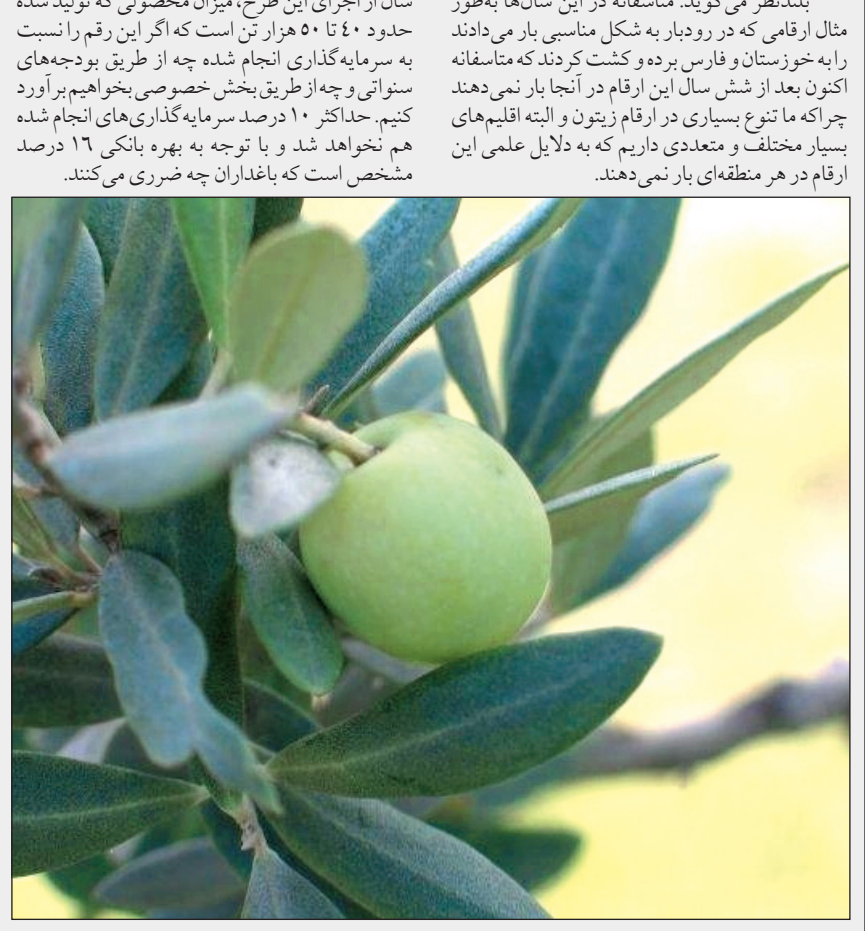 بلندنظر می‌گوید: متاسفانه در این سال‌ها به‌طور
مثال ارقامی که در رودبار به شکل مناسبی بار می‌دادند
را به خوزستان و فارس برده و کشت کردند که متاسفانه
اکنون بعد از شش سال این ارقام در آنجا بار نمی‌دهند
چراکه ما تنوع بسیاری در ارقام زیتون و البته اقلیم‌های
بسیار مختلف و متعددی داریم که به دلایل علمی این
ارقام در هر منطقه‌ای بار نمی‌دهند.
سال از اجرای این طرح، میزان محصولی که تولید شده
حدود ٤٠ تا ٥٠ هزار تن است که اگر این رقم را نسبت
به سرمایه‌گذاری انجام شده چه از طریق بودجه‌های
سنواتی و چه از طریق بخش خصوصی بخواهیم برآورد
کنیم. حداکثر ١٠ درصد سرمایه‌گذاری‌های انجام شده
هم نخواهد شد و با توجه به بهره بانکی ١٦ درصد
مشخص است که باغداران چه ضرری می‌کنند.